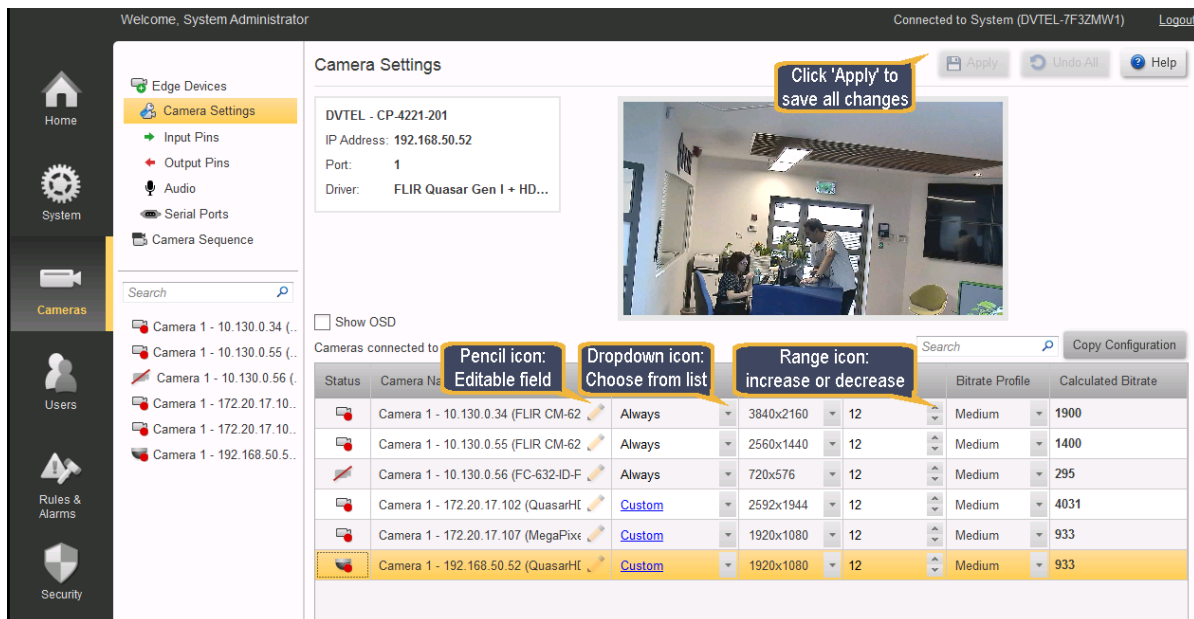 Welcome, System Administrator
Connected to System (DVTEL-7F3ZMW1)
Logout
Home
System
Cameras
Users
Rules &
Alarms
Security
Edge Devices
Camera Settings
Input Pins
Output Pins
Audio
Serial Ports
Camera Sequence
Search
Camera 1 - 10.130.0.34 (..
Camera 1 - 10.130.0.55 (..
Camera 1 - 10.130.0.56 (.
Camera 1 - 172.20.17.10..
Camera 1 - 172.20.17.10..
Camera 1 - 192.168.50.5..
Camera Settings
Click 'Apply' to
save all changes
Apply
Undo All
Help
DVTEL - CP-4221-201
IP Address: 192.168.50.52
Port: 1
Driver: FLIR Quasar Gen I + HD...
Show OSD
Cameras connected to
Pencil icon:
Editable field
Dropdown icon:
Choose from list
Range icon:
increase or decrease
Search
Copy Configuration
Status Camera Na Bitrate Profile Calculated Bitrate
Camera 1 - 10.130.0.34 (FLIR CM-62 Always 3840x2160 12 Medium 1900
Camera 1 - 10.130.0.55 (FLIR CM-62 Always 2560x1440 12 Medium 1400
Camera 1 - 10.130.0.56 (FC-632-ID-F Always 720x576 12 Medium 295
Camera 1 - 172.20.17.102 (QuasarHD Custom 2592x1944 12 Medium 4031
Camera 1 - 172.20.17.107 (MegaPixe Custom 1920x1080 12 Medium 933
Camera 1 - 192.168.50.52 (QuasarHD Custom 1920x1080 12 Medium 933